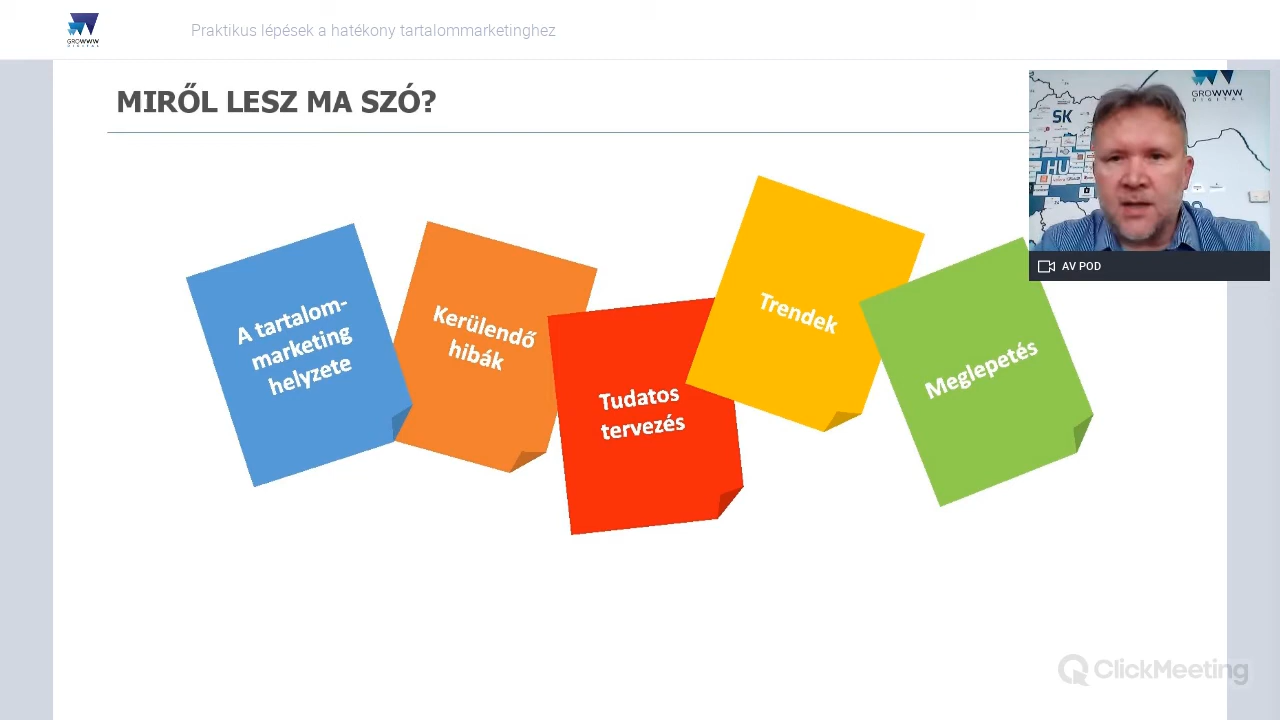 GROWWW
DIGITAL
Praktikus lépések a hatékony tartalommarketinghez
MIRŐL LESZ MA SZÓ?
A tartalom-
marketing
helyzete
Kerülendő
hibák
Tudatos
tervezés
Trendek
Meglepetés
GROWWW
DIGITAL
SK
HU
AV POD
ClickMeeting